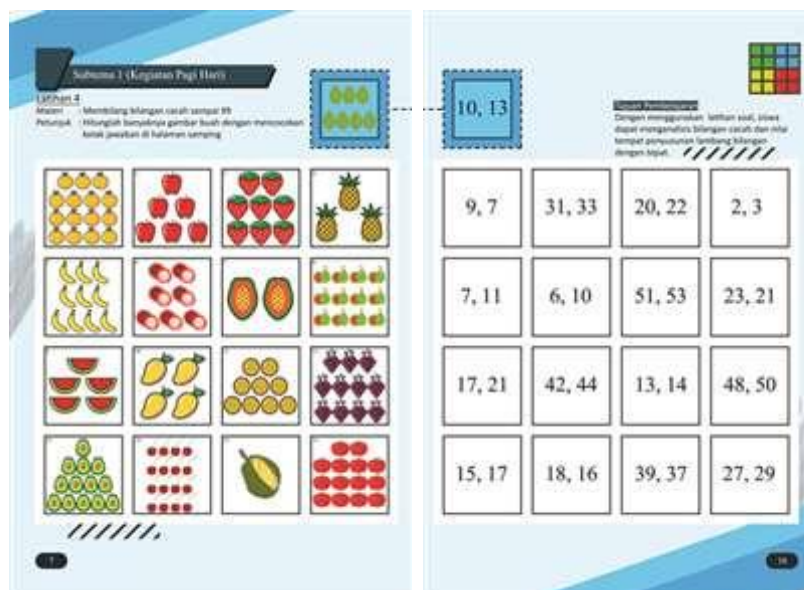 Subtema 1 (Kegiatan Pagi Hari)
Latihan 4
Materi : Membilang bilangan cacah sampai 99
Petunjuk : Hitunglah banyaknya gambar buah dengan mencocokan
kotak jawaban di halaman samping
10, 13
Tujuan Pembelajaran
Dengan menggunakan latihan soal, siswa
dapat menganalisis bilangan cacah dan nilai
tempat penyusunan lambang bilangan
dengan tepat.
9, 7
31, 33
20, 22
2, 3
7, 11
6, 10
51, 53
23, 21
17, 21
42, 44
13, 14
48, 50
15, 17
18, 16
39, 37
27, 29